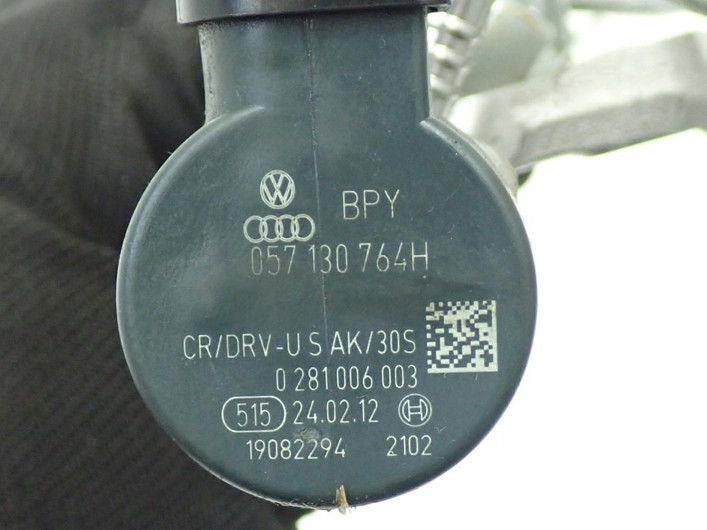 BPY
057 130 764H
CR/DRV-U S AK/30S
0 281 006 003
515 24.02.12
19082294 2102